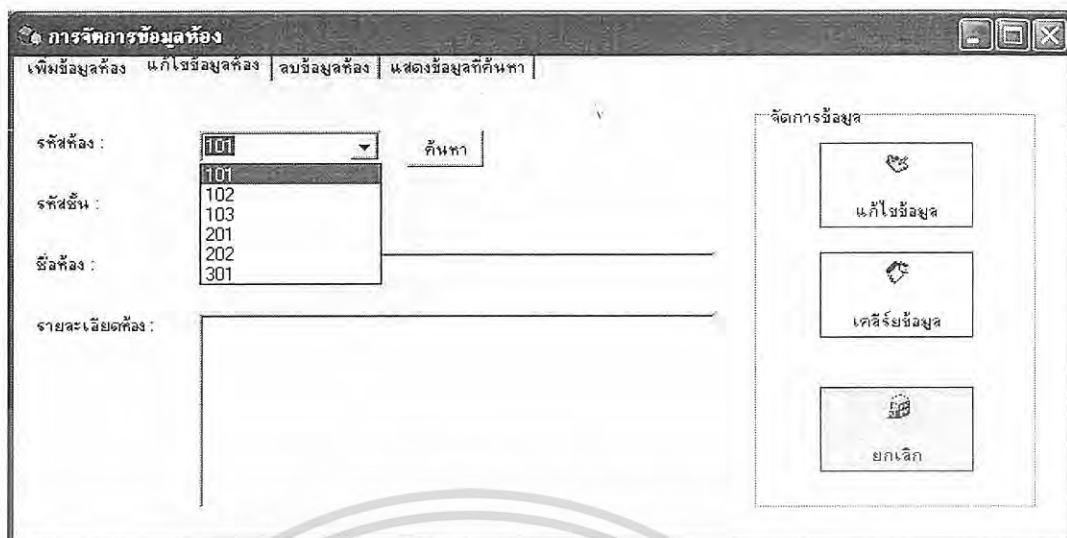 การจัดการข้อมูลห้อง
เพิ่มข้อมูลห้อง แก้ไขข้อมูลห้อง ลบข้อมูลห้อง แสดงข้อมูลที่ค้นหา
รหัสห้อง : 101 ค้นหา
101
102
103
201
202
301
รหัสชั้น :
ชื่อห้อง :
รายละเอียดห้อง :
จัดการข้อมูล
แก้ไขข้อมูล
เคลีร์ยข้อมูล
ยกเลิก